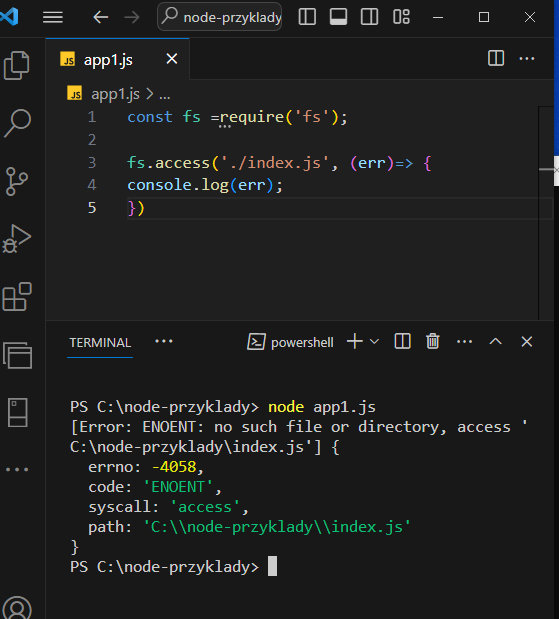 node-przyklady
JS app1.js
JS app1.js > ...
1 const fs =require('fs');
2
3 fs.access('./index.js', (err)=> {
4 console.log(err);
5 })
TERMINAL ... powershell
PS C:\node-przyklady> node app1.js
[Error: ENOENT: no such file or directory, access '
C:\node-przyklady\index.js'] {
  errno: -4058,
  code: 'ENOENT',
  syscall: 'access',
  path: 'C:\\node-przyklady\\index.js'
}
PS C:\node-przyklady>